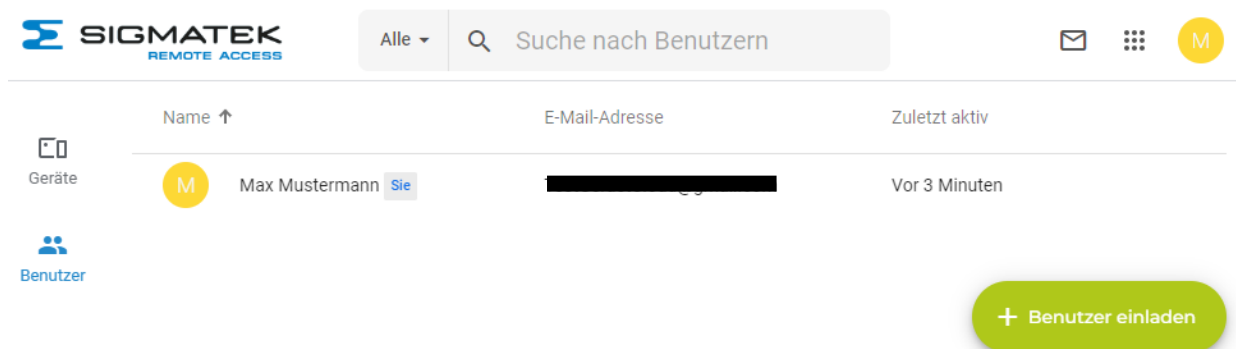 SIGMATEK
REMOTE ACCESS
Alle
Suche nach Benutzern
M
Name E-Mail-Adresse Zuletzt aktiv
Geräte
M Max Mustermann Sie Vor 3 Minuten
Benutzer
+ Benutzer einladen